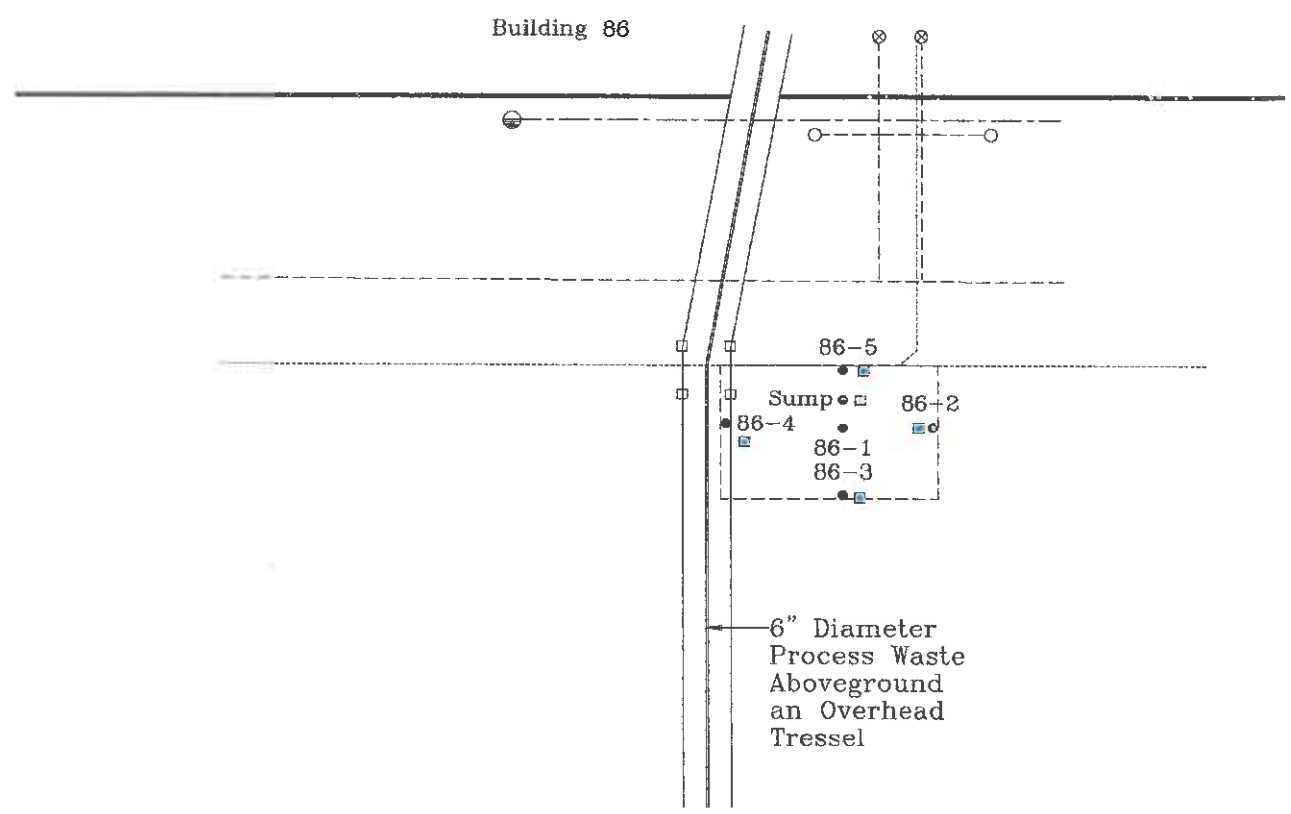 Building 86
86-5
Sump
86-2
86-4
86-1
86-3
6" Diameter
Process Waste
Aboveground
an Overhead
Tressel